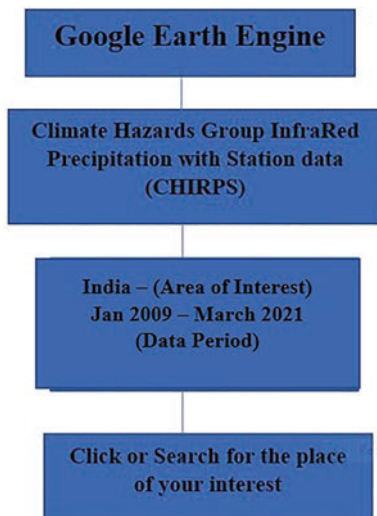 Google Earth Engine
Climate Hazards Group InfraRed
Precipitation with Station data
(CHIRPS)
India – (Area of Interest)
Jan 2009 – March 2021
(Data Period)
Click or Search for the place
of your interest